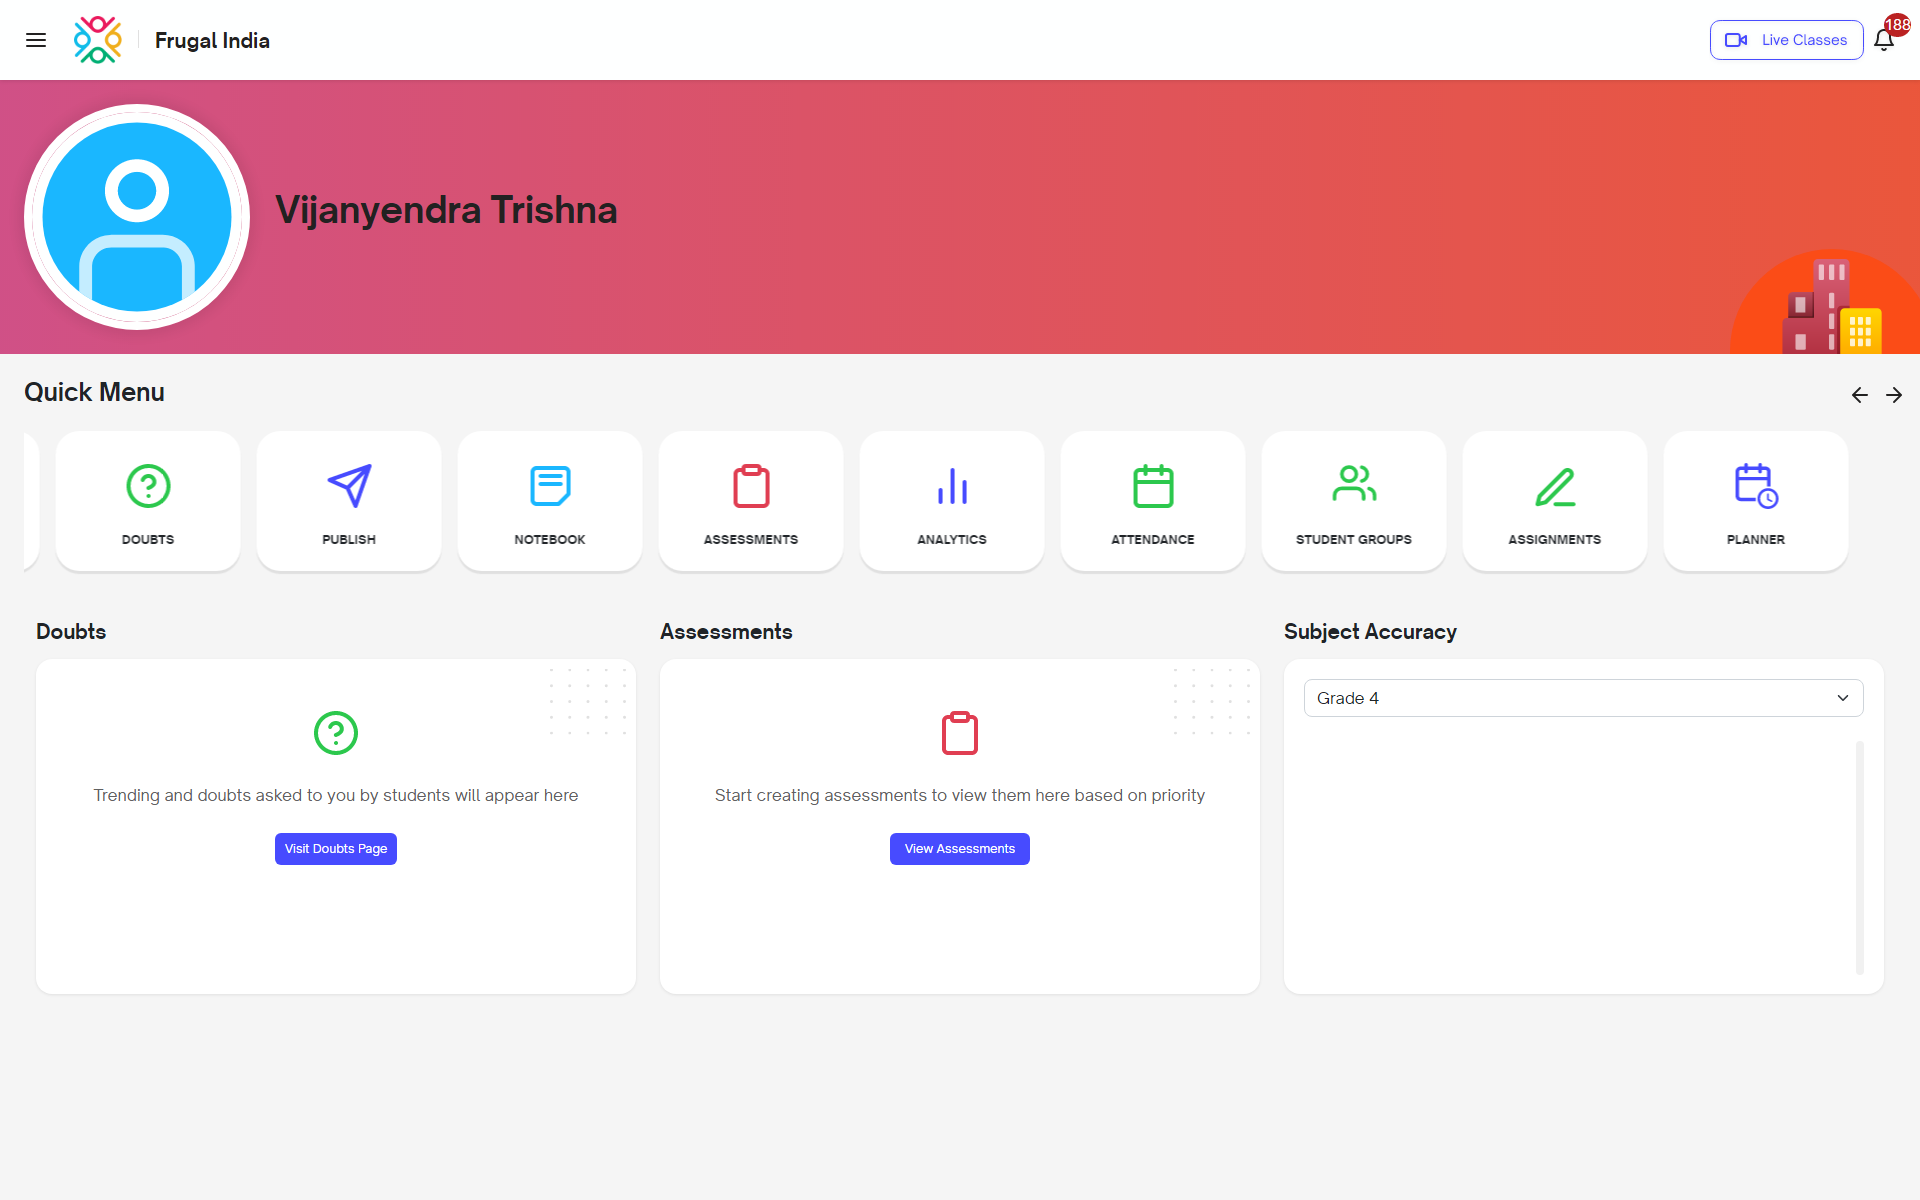 Frugal India
Live Classes
188
Vijanyendra Trishna
Quick Menu
DOUBTS
PUBLISH
NOTEBOOK
ASSESSMENTS
ANALYTICS
ATTENDANCE
STUDENT GROUPS
ASSIGNMENTS
PLANNER
Doubts
Trending and doubts asked to you by students will appear here
Visit Doubts Page
Assessments
Start creating assessments to view them here based on priority
View Assessments
Subject Accuracy
Grade 4